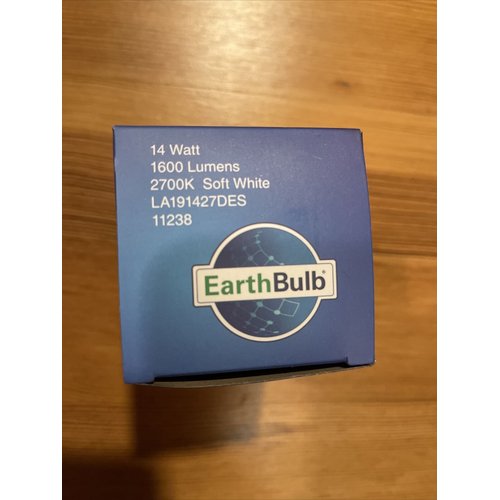 14 Watt
1600 Lumens
2700K Soft White
LA191427DES
11238
EarthBulb®